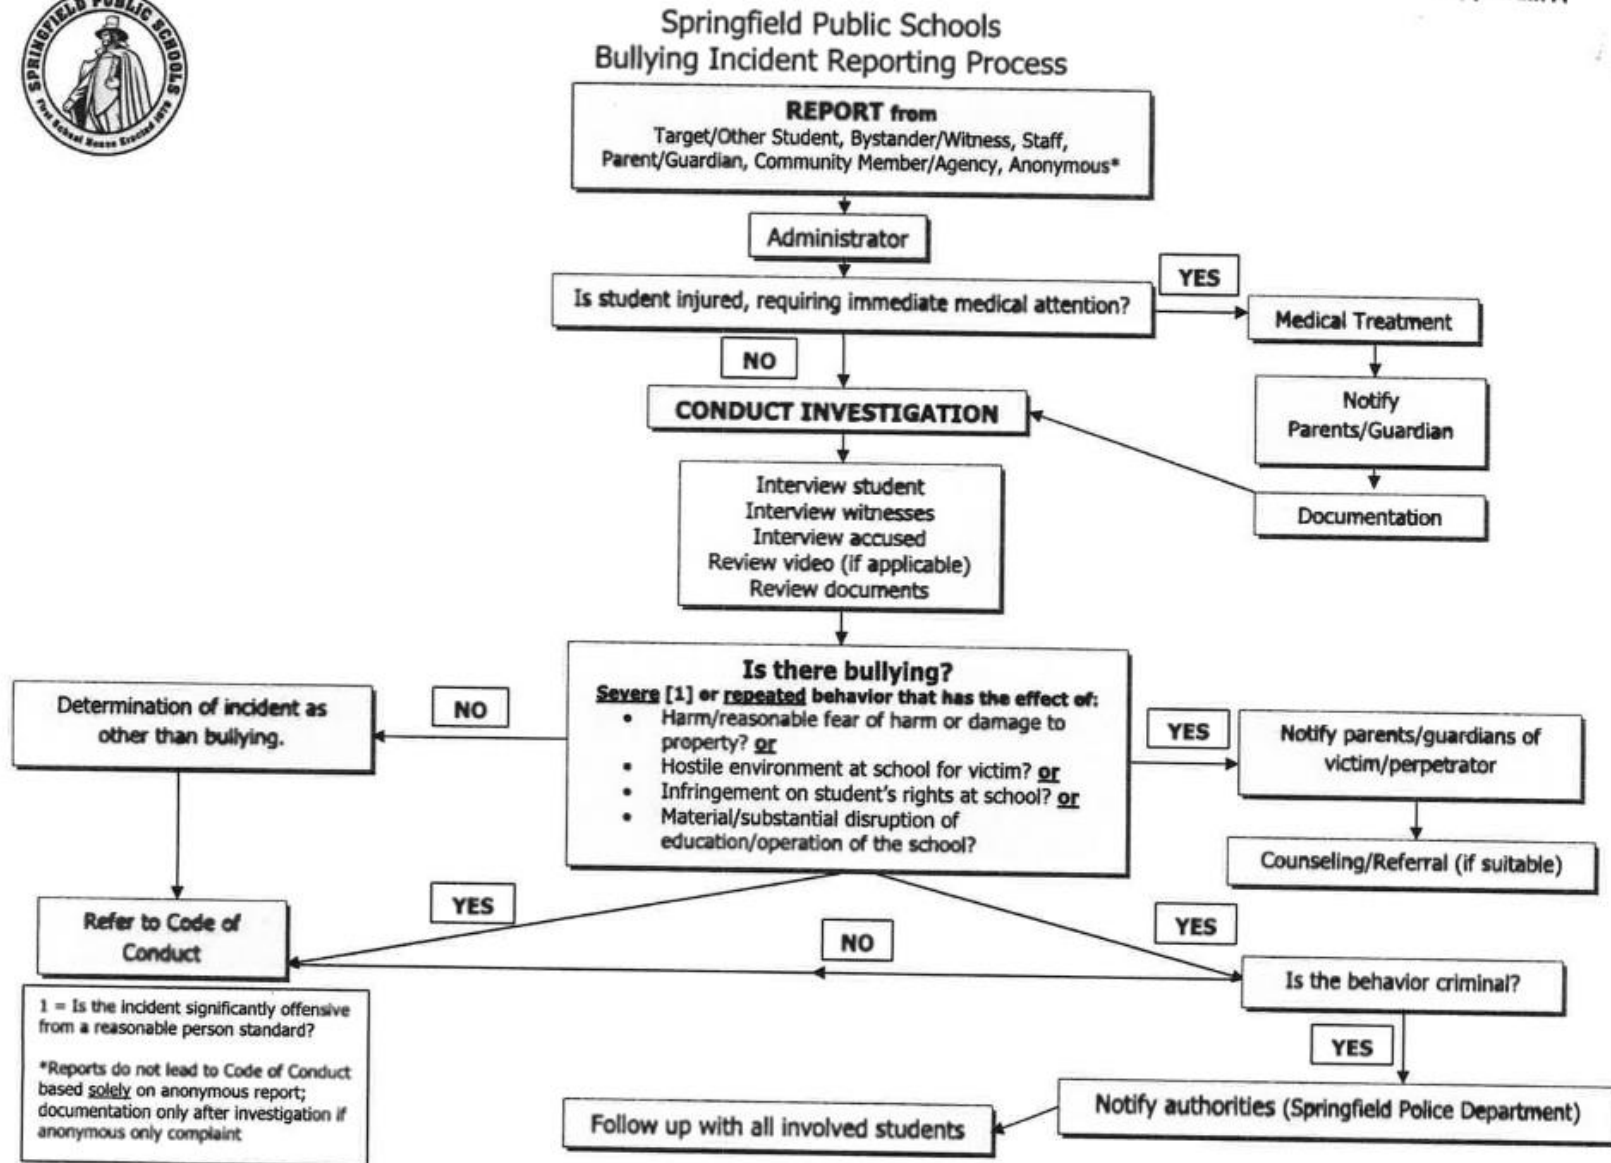 SPRINGFIELD PUBLIC SCHOOLS
First School House Erected 1679
Springfield Public Schools
Bullying Incident Reporting Process
REPORT from
Target/Other Student, Bystander/Witness, Staff,
Parent/Guardian, Community Member/Agency, Anonymous*
Administrator
Is student injured, requiring immediate medical attention?
YES
Medical Treatment
NO
Notify
Parents/Guardian
CONDUCT INVESTIGATION
Documentation
Interview student
Interview witnesses
Interview accused
Review video (if applicable)
Review documents
Is there bullying?
Severe [1] or repeated behavior that has the effect of:
• Harm/reasonable fear of harm or damage to
property? or
• Hostile environment at school for victim? or
• Infringement on student's rights at school? or
• Material/substantial disruption of
education/operation of the school?
NO
Determination of incident as
other than bullying.
YES
Notify parents/guardians of
victim/perpetrator
Counseling/Referral (if suitable)
YES
Refer to Code of
Conduct
NO
YES
Is the behavior criminal?
1 = Is the incident significantly offensive
from a reasonable person standard?
*Reports do not lead to Code of Conduct
based solely on anonymous report;
documentation only after investigation if
anonymous only complaint
YES
Notify authorities (Springfield Police Department)
Follow up with all involved students